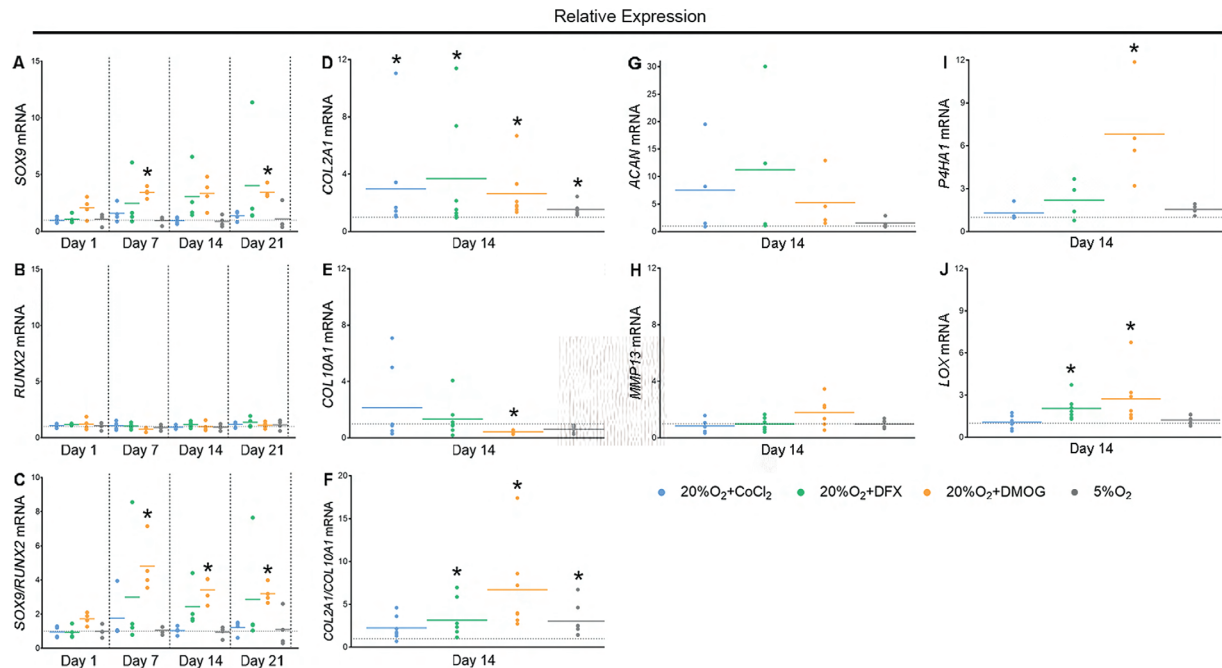 Relative Expression
A
SOX9 mRNA
15
10
5
0
Day 1 Day 7 Day 14 Day 21
*
*
B
RUNX2 mRNA
15
10
5
0
Day 1 Day 7 Day 14 Day 21
C
SOX9/RUNX2 mRNA
10
8
6
4
2
0
Day 1 Day 7 Day 14 Day 21
*
*
*
D
COL2A1 mRNA
12
8
4
0
Day 14
*
*
*
*
E
COL10A1 mRNA
12
8
4
0
Day 14
*
F
COL2A1/COL10A1 mRNA
20
15
10
5
0
Day 14
*
*
*
G
ACAN mRNA
30
25
20
15
10
5
0
Day 14
H
MMP13 mRNA
12
8
4
0
Day 14
I
P4HA1 mRNA
12
9
6
3
0
Day 14
*
J
LOX mRNA
12
9
6
3
0
Day 14
*
*
20%O₂+CoCl₂ 20%O₂+DFX 20%O₂+DMOG 5%O₂